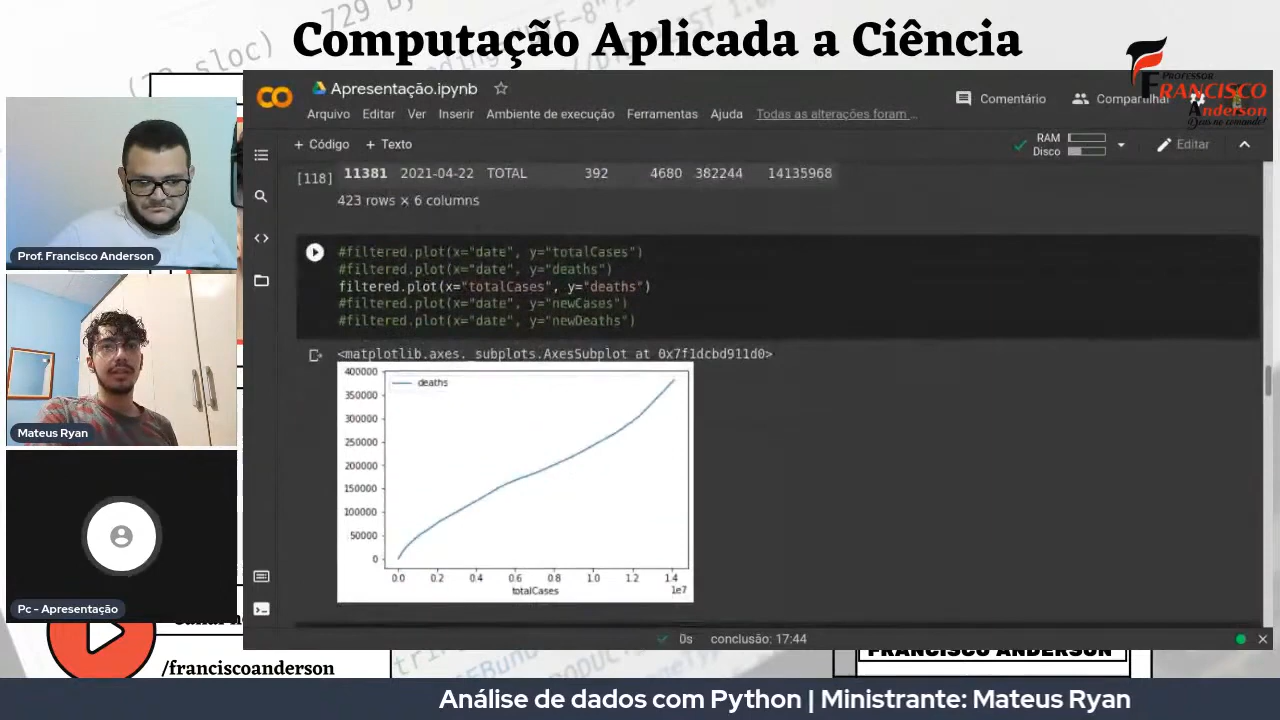 Computação Aplicada a Ciência
PROFESSOR
FRANCISCO
Anderson
Deus no comando!
729 by
sloc)
Prof. Francisco Anderson
Mateus Ryan
Pc - Apresentação
Apresentação.ipynb
Comentário
Compartilhar
Arquivo Editar Ver Inserir Ambiente de execução Ferramentas Ajuda Todas as alterações foram ...
+ Código + Texto
RAM
Disco
Editar
[118] 11381 2021-04-22 TOTAL 392 4680 382244 14135968
423 rows × 6 columns
#filtered.plot(x="date", y="totalCases")
#filtered.plot(x="date", y="deaths")
filtered.plot(x="totalCases", y="deaths")
#filtered.plot(x="date", y="newCases")
#filtered.plot(x="date", y="newDeaths")
<matplotlib.axes._subplots.AxesSubplot at 0x7f1dcbd911d0>
deaths
400000
350000
300000
250000
200000
150000
100000
50000
0
0.0 0.2 0.4 0.6 0.8 1.0 1.2 1.4
1e7
totalCases
0s conclusão: 17:44
/franciscoanderson
FRANCISCO ANDERSON
Análise de dados com Python | Ministrante: Mateus Ryan